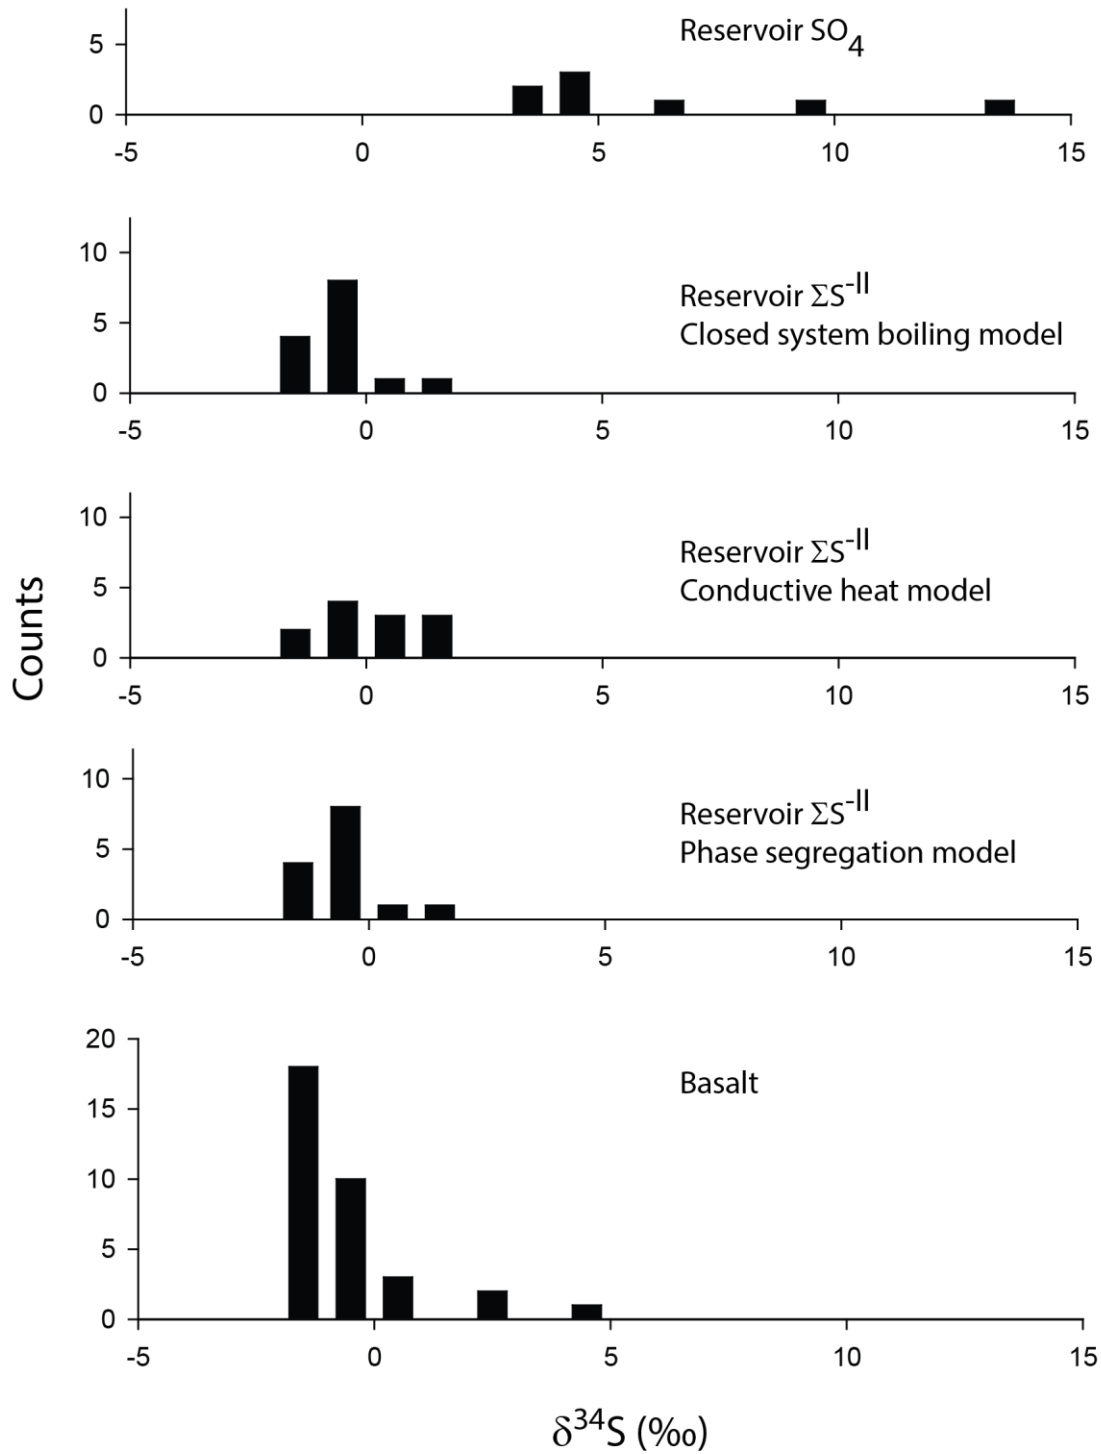 Reservoir SO4
5
0
-5 0 5 10 15
10
5
0
Reservoir ΣS-II
Closed system boiling model
-5 0 5 10 15
10
5
0
Reservoir ΣS-II
Conductive heat model
-5 0 5 10 15
Counts
10
5
0
Reservoir ΣS-II
Phase segregation model
-5 0 5 10 15
20
15
10
5
0
Basalt
-5 0 5 10 15
δ34S (‰)